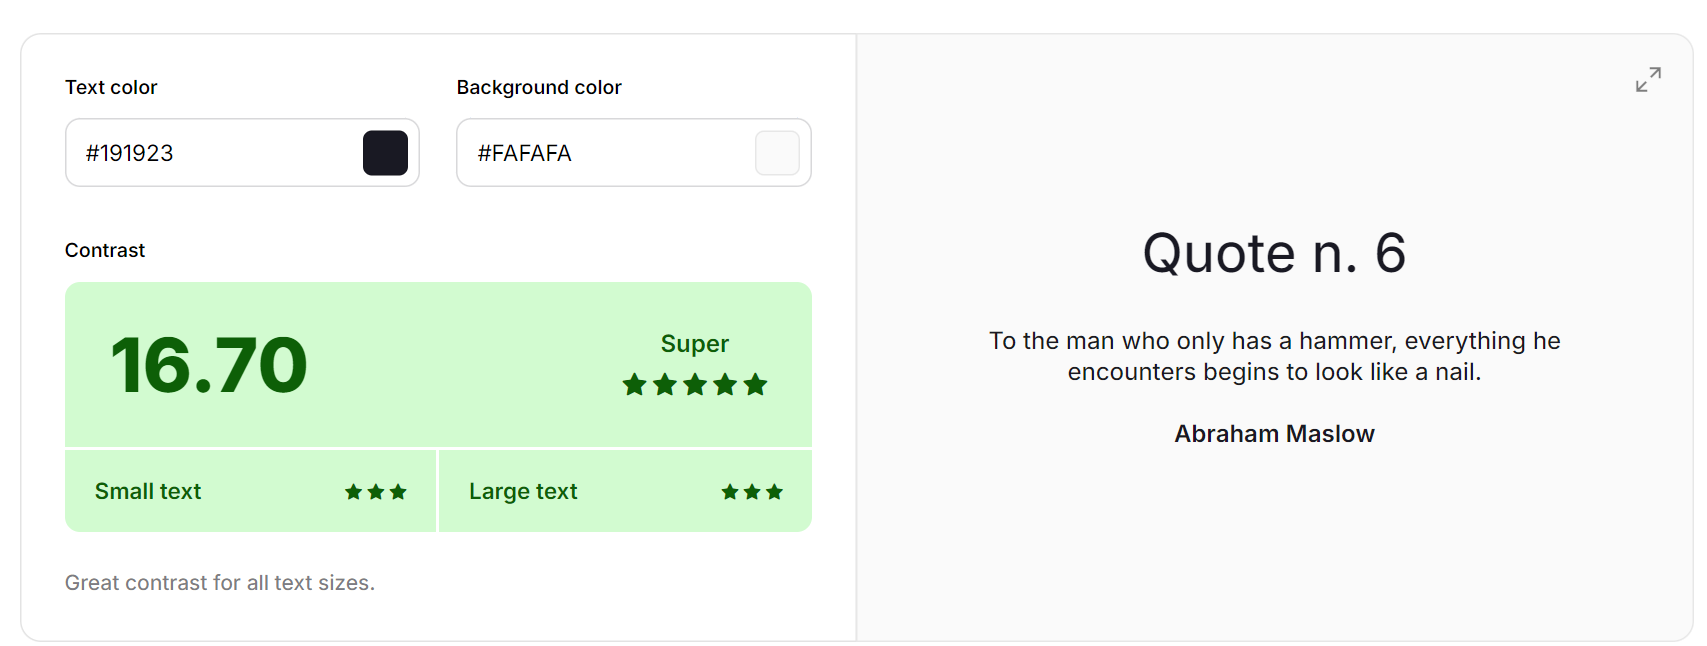 Text color
#191923
Background color
#FAFAFA
Contrast
16.70
Super
Small text
Large text
Great contrast for all text sizes.
Quote n. 6
To the man who only has a hammer, everything he
encounters begins to look like a nail.
Abraham Maslow